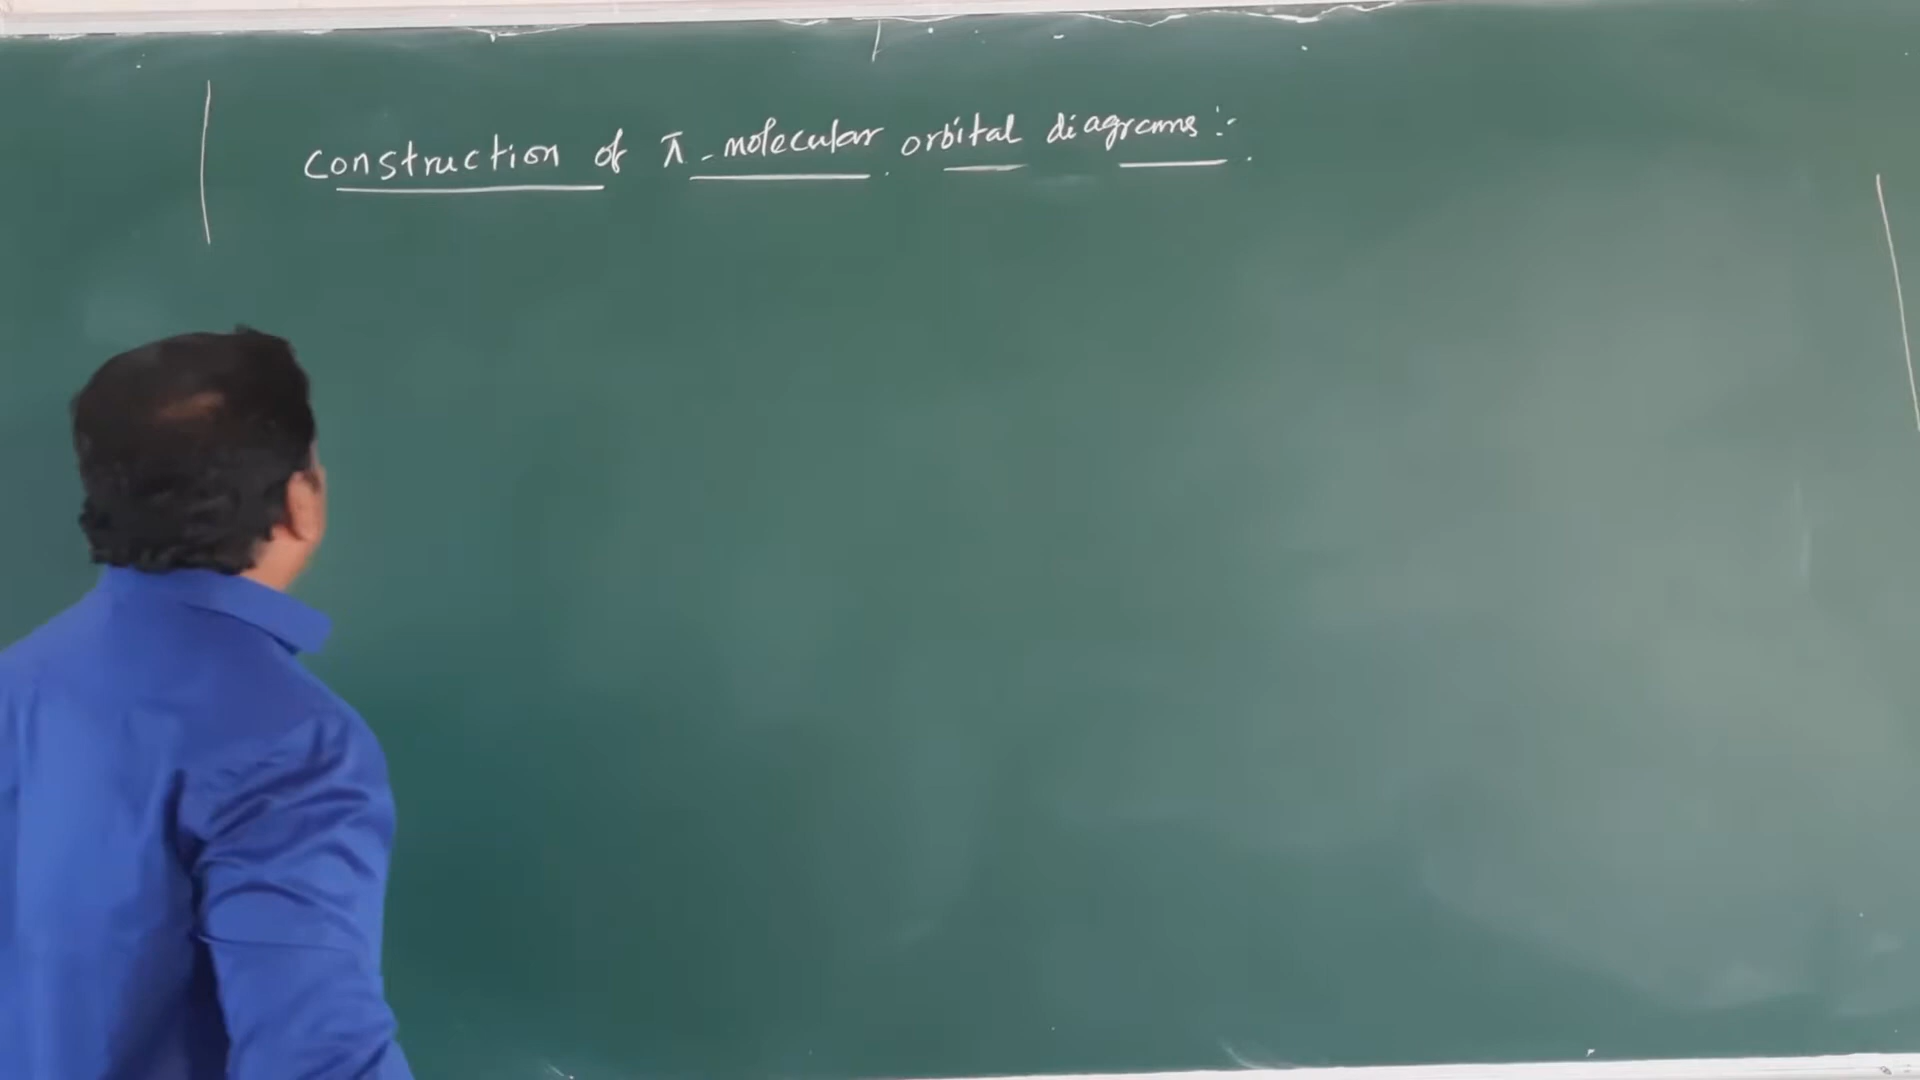 Construction of π-molecular orbital diagrams :-